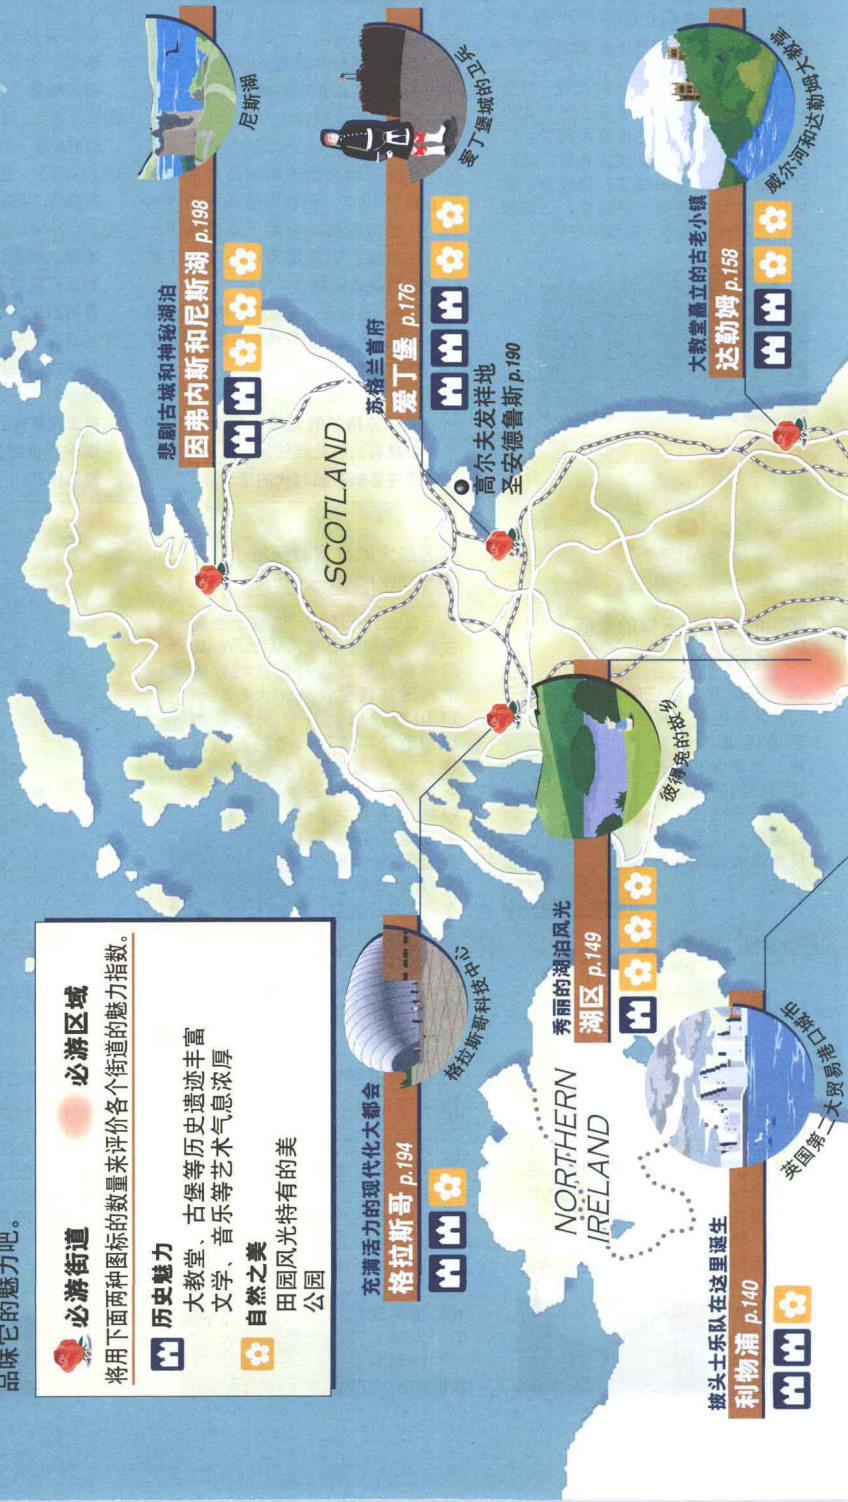 品味它的魅力吧。
必游街道 必游区域
将用下面两种图标的数量来评价各个街道的魅力指数。
历史魅力
大教堂、古堡等历史遗迹丰富
文学、音乐等艺术气息浓厚
自然之美
田园风光特有的美
公园
悲剧古城和神秘湖泊
因弗内斯和尼斯湖 p.198
尼斯湖
苏格兰首府
爱丁堡 p.176
爱丁堡城的卫兵
高尔夫发祥地
圣安德鲁斯 p.190
大教堂矗立的古老小镇
达勒姆 p.158
威尔河和达勒姆大教堂
SCOTLAND
充满活力的现代化大都会
格拉斯哥 p.194
格拉斯哥科技中心
秀丽的湖泊风光
湖区 p.149
彼得兔的故乡
NORTHERN
IRELAND
披头士乐队在这里诞生
利物浦 p.140
英国第二大贸易港口城市